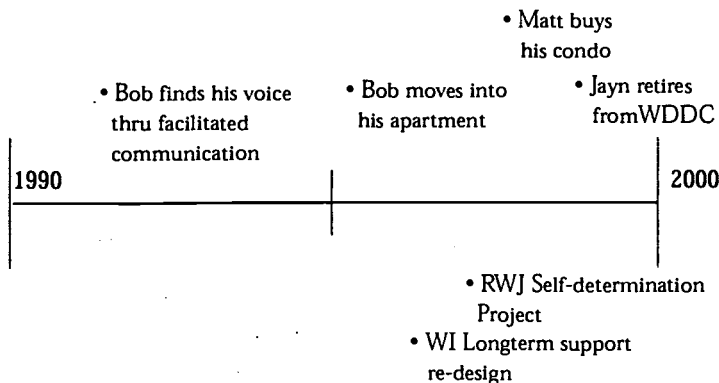 • Matt buys
his condo
• Bob finds his voice
thru facilitated
communication
• Bob moves into
his apartment
• Jayn retires
fromWDDC
1990
2000
• RWJ Self-determination
Project
• WI Longterm support
re-design